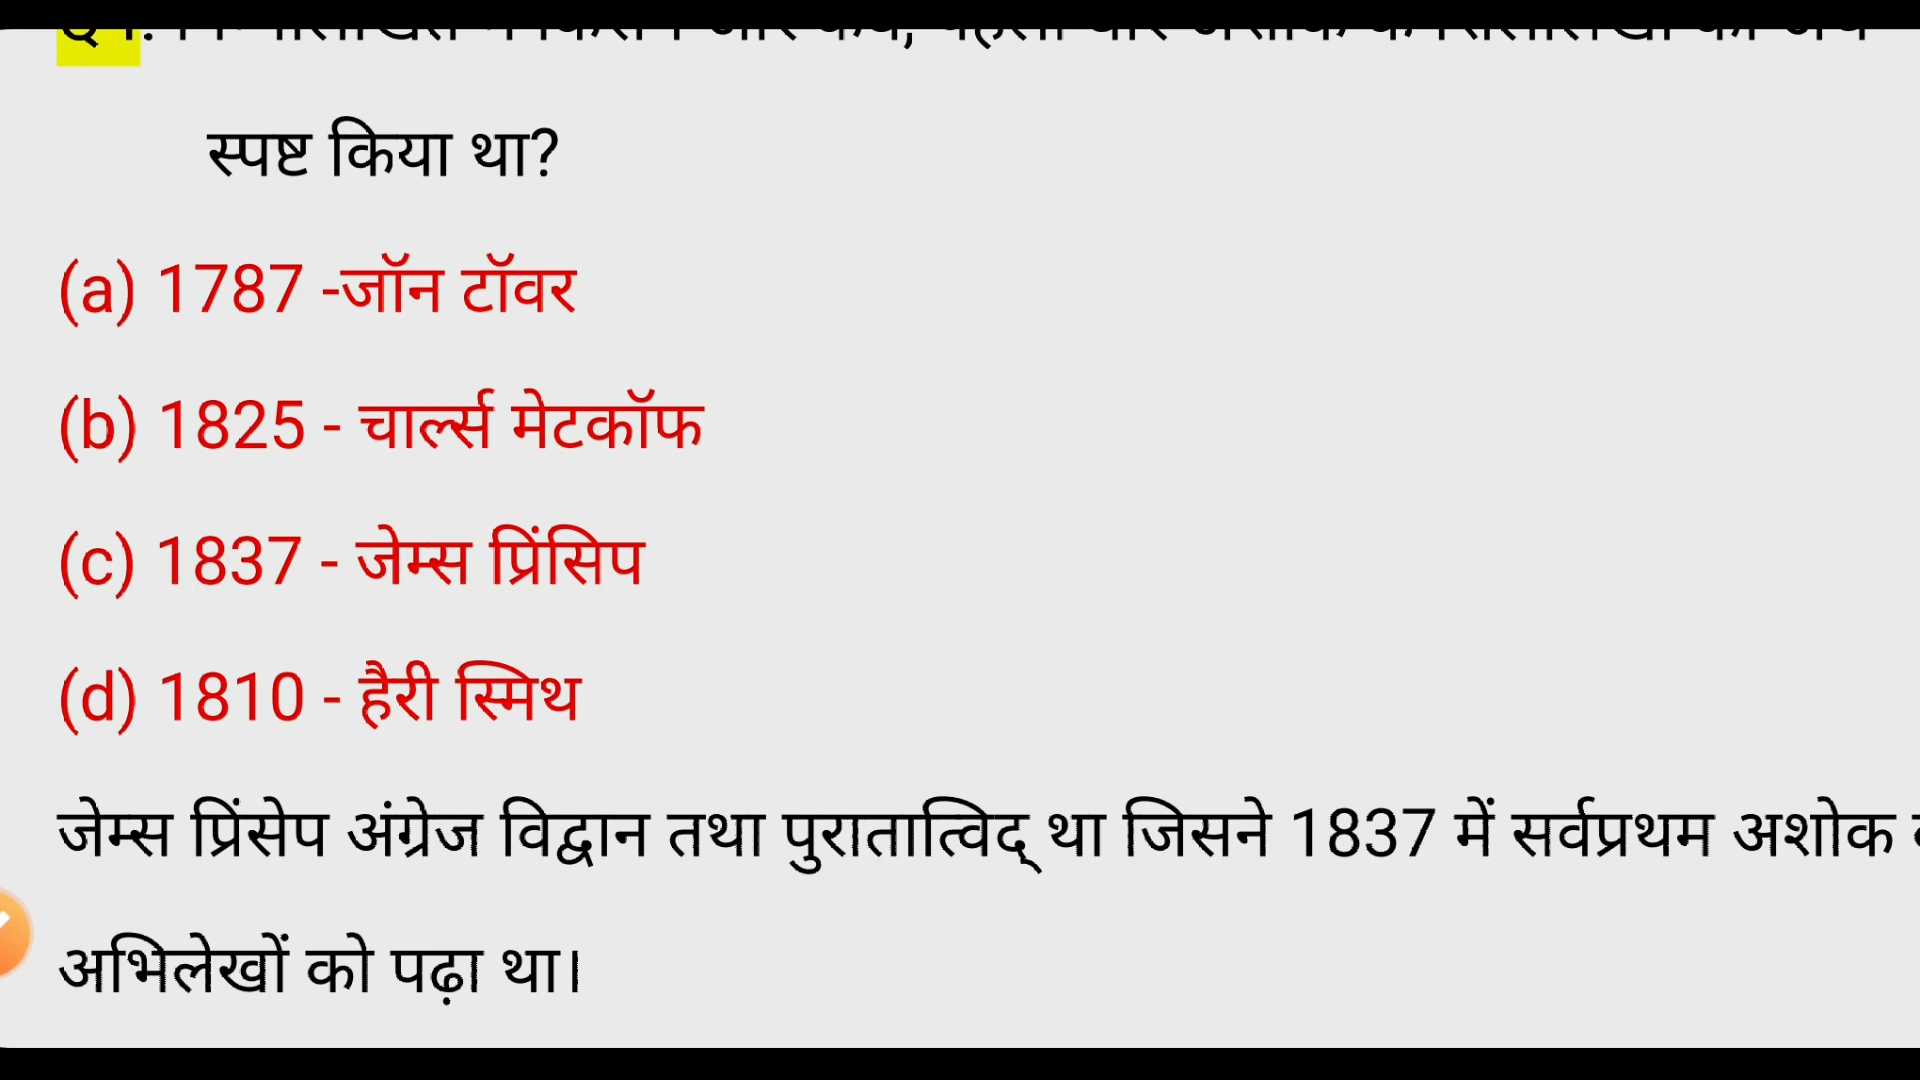 स्पष्ट किया था?
(a) 1787 -जॉन टॉवर
(b) 1825 - चार्ल्स मेटकॉफ
(c) 1837 - जेम्स प्रिंसिप
(d) 1810 - हैरी स्मिथ
जेम्स प्रिंसेप अंग्रेज विद्वान तथा पुरातात्विद् था जिसने 1837 में सर्वप्रथम अशोक
अभिलेखों को पढ़ा था।